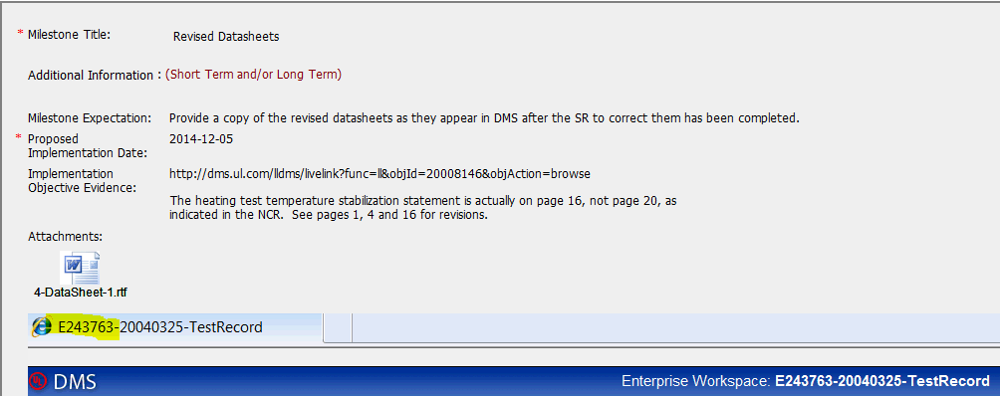 * Milestone Title: Revised Datasheets
Additional Information : (Short Term and/or Long Term)
Milestone Expectation: Provide a copy of the revised datasheets as they appear in DMS after the SR to correct them has been completed.
* Proposed Implementation Date: 2014-12-05
Implementation Objective Evidence: http://dms.ul.com/lldms/livelink?func=ll&objId=20008146&objAction=browse
The heating test temperature stabilization statement is actually on page 16, not page 20, as
indicated in the NCR. See pages 1, 4 and 16 for revisions.
Attachments:
4-DataSheet-1.rtf
E243763-20040325-TestRecord
DMS Enterprise Workspace: E243763-20040325-TestRecord